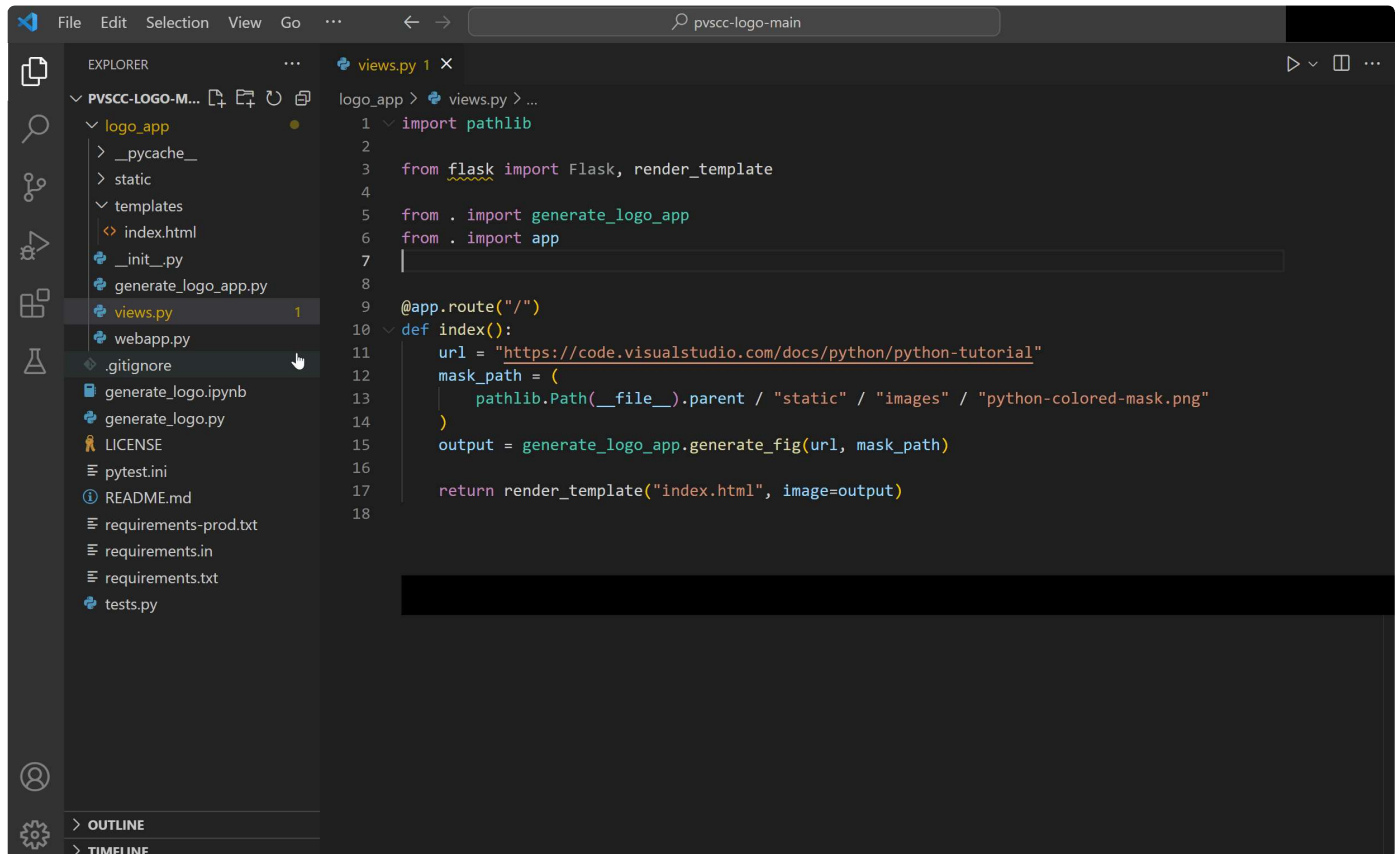 File Edit Selection View Go ··· pvscc-logo-main
EXPLORER ···
PVSCC-LOGO-M...
logo_app
__pycache__
static
templates
index.html
__init__.py
generate_logo_app.py
views.py 1
webapp.py
.gitignore
generate_logo.ipynb
generate_logo.py
LICENSE
pytest.ini
README.md
requirements-prod.txt
requirements.in
requirements.txt
tests.py
OUTLINE
TIMELINE
views.py 1
logo_app > views.py > ...
1 import pathlib
2
3 from flask import Flask, render_template
4
5 from . import generate_logo_app
6 from . import app
7
8
9 @app.route("/")
10 def index():
11 url = "https://code.visualstudio.com/docs/python/python-tutorial"
12 mask_path = (
13 pathlib.Path(__file__).parent / "static" / "images" / "python-colored-mask.png"
14 )
15 output = generate_logo_app.generate_fig(url, mask_path)
16
17 return render_template("index.html", image=output)
18